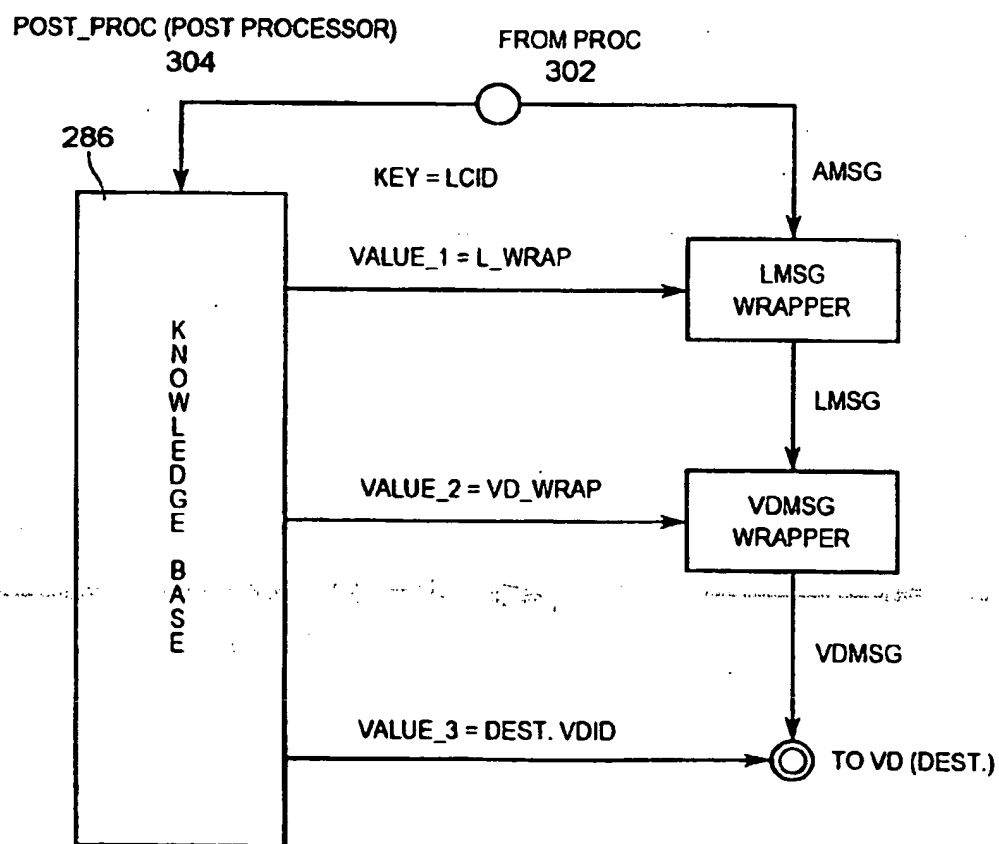 POST_PROC (POST PROCESSOR)
304
FROM PROC
302
286
KEY = LCID
AMSG
VALUE_1 = L_WRAP
LMSG
WRAPPER
KNOWLEDGE BASE
LMSG
VALUE_2 = VD_WRAP
VDMSG
WRAPPER
VDMSG
VALUE_3 = DEST. VDID
TO VD (DEST.)